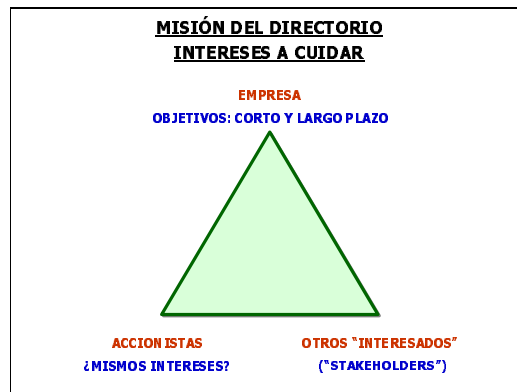 MISIÓN DEL DIRECTORIO
INTERESES A CUIDAR
EMPRESA
OBJETIVOS: CORTO Y LARGO PLAZO
ACCIONISTAS
¿MISMOS INTERESES?
OTROS “INTERESADOS”
(“STAKEHOLDERS”)